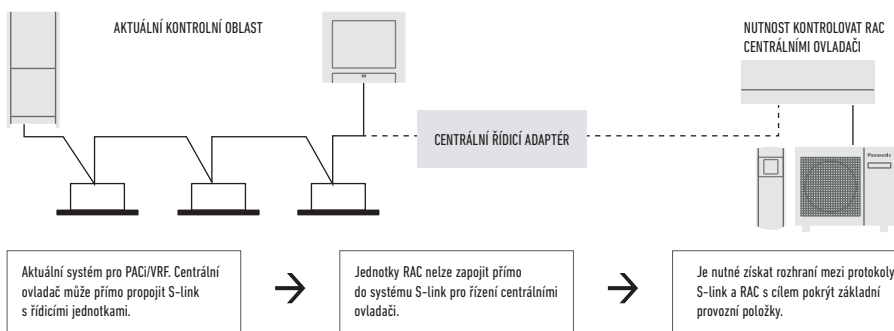 AKTUÁLNÍ KONTROLNÍ OBLAST
NUTNOST KONTROLOVAT RAC
CENTRÁLNÍMI OVLADAČI
CENTRÁLNÍ ŘÍDICÍ ADAPTÉR
Panasonic
Aktuální systém pro PACi/VRF. Centrální
ovladač může přímo propojit S-link
s řídicími jednotkami.
Jednotky RAC nelze zapojit přímo
do systému S-link pro řízení centrálními
ovladači.
Je nutné získat rozhraní mezi protokoly
S-link a RAC s cílem pokrýt základní
provozní položky.